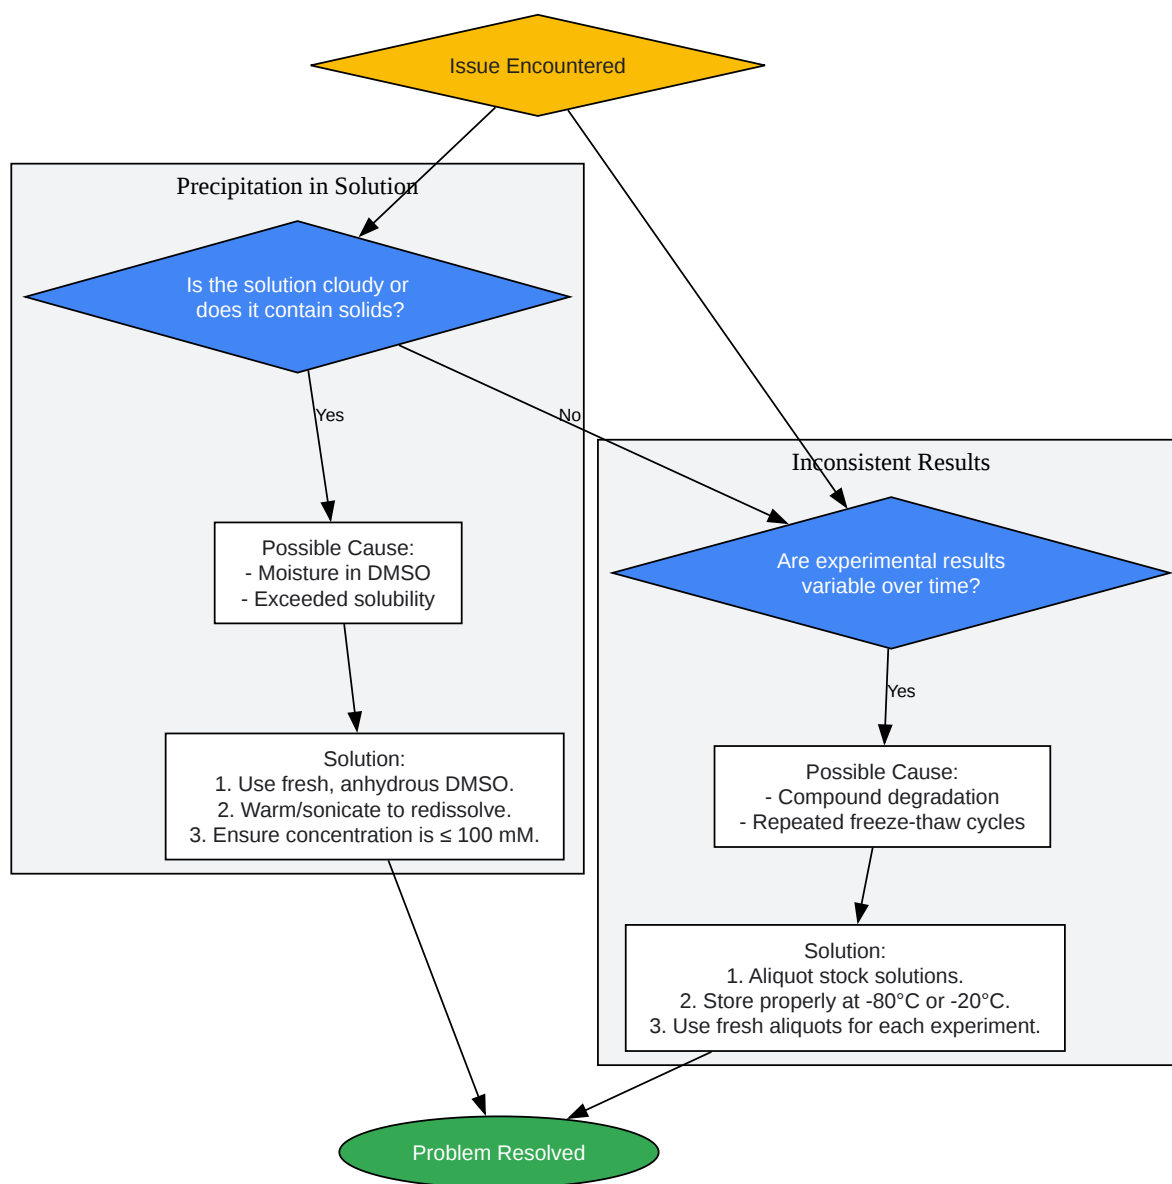 Issue Encountered
Precipitation in Solution
Is the solution cloudy or
does it contain solids?
Yes
No
Possible Cause:
- Moisture in DMSO
- Exceeded solubility
Solution:
1. Use fresh, anhydrous DMSO.
2. Warm/sonicate to redissolve.
3. Ensure concentration is ≤ 100 mM.
Inconsistent Results
Are experimental results
variable over time?
Yes
Possible Cause:
- Compound degradation
- Repeated freeze-thaw cycles
Solution:
1. Aliquot stock solutions.
2. Store properly at -80°C or -20°C.
3. Use fresh aliquots for each experiment.
Problem Resolved